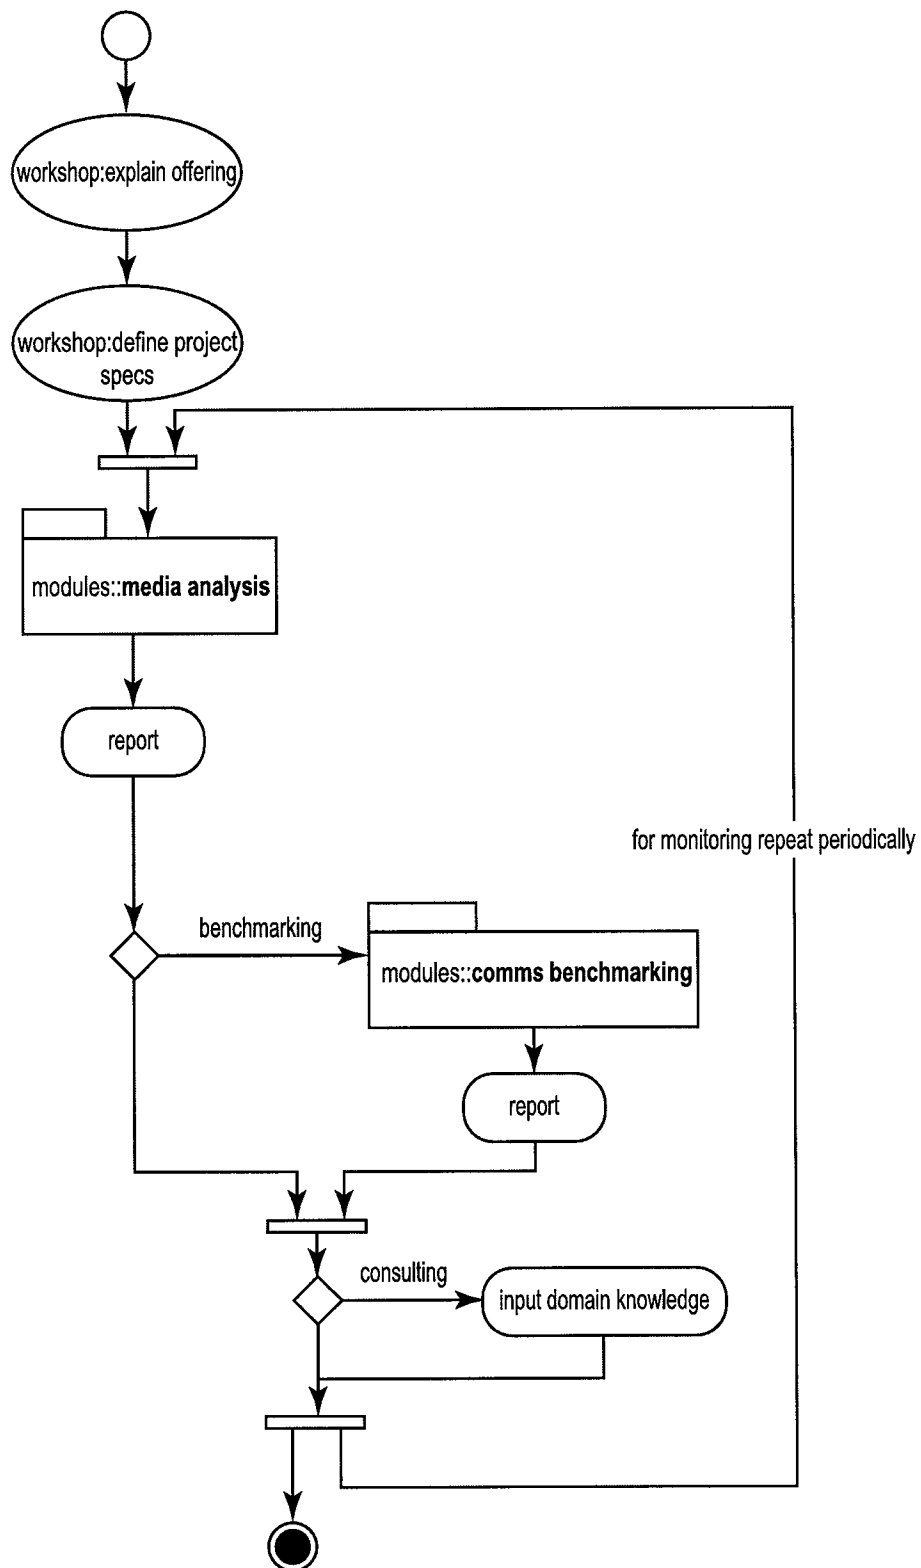 workshop:explain offering
workshop:define project
specs
modules::media analysis
report
for monitoring repeat periodically
benchmarking
modules::comms benchmarking
report
consulting
input domain knowledge